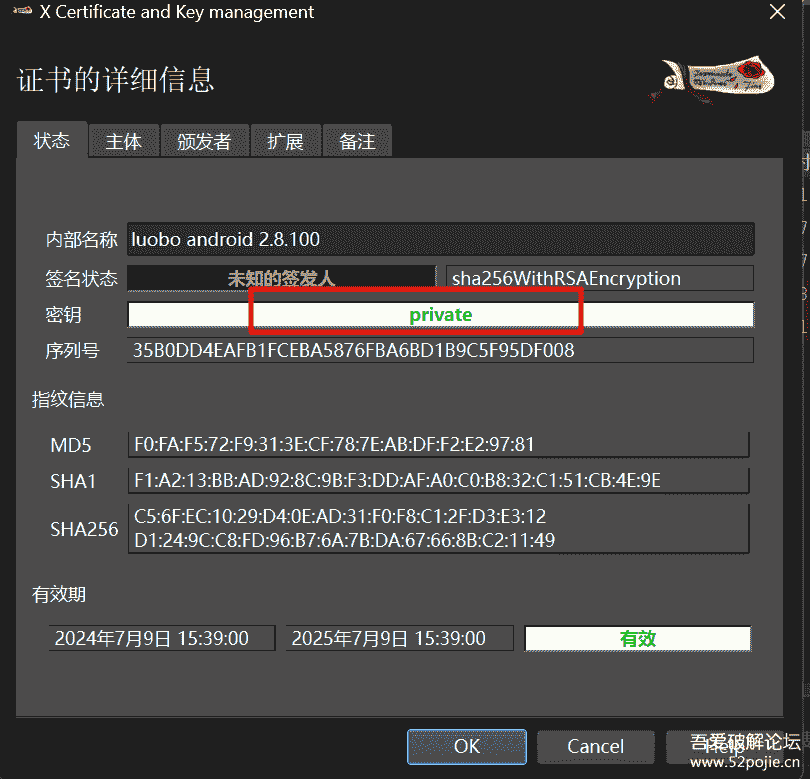 X Certificate and Key management
证书的详细信息
状态 主体 颁发者 扩展 备注
内部名称 luobo android 2.8.100
签名状态 未知的签发人 sha256WithRSAEncryption
密钥 private
序列号 35B0DD4EAFB1FCEBA5876FBA6BD1B9C5F95DF008
指纹信息
MD5 F0:FA:F5:72:F9:31:3E:CF:78:7E:AB:DF:F2:E2:97:81
SHA1 F1:A2:13:BB:AD:92:8C:9B:F3:DD:AF:A0:C0:B8:32:C1:51:CB:4E:9E
SHA256 C5:6F:EC:10:29:D4:0E:AD:31:F0:F8:C1:2F:D3:E3:12
D1:24:9C:C8:FD:96:B7:6A:7B:DA:67:66:8B:C2:11:49
有效期
2024年7月9日 15:39:00 2025年7月9日 15:39:00 有效
OK Cancel Help
吾爱破解论坛
www.52pojie.cn